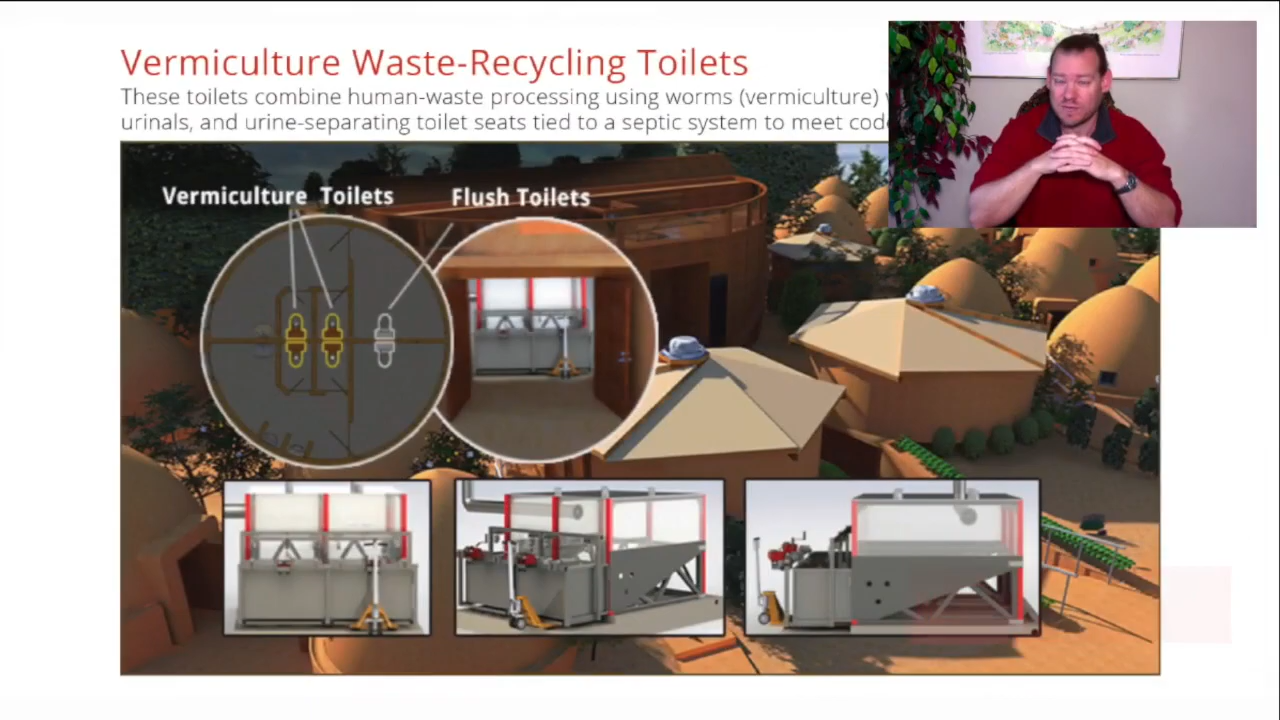 Vermiculture Waste-Recycling Toilets
These toilets combine human-waste processing using worms (vermiculture)
urinals, and urine-separating toilet seats tied to a septic system to meet
Vermiculture Toilets
Flush Toilets